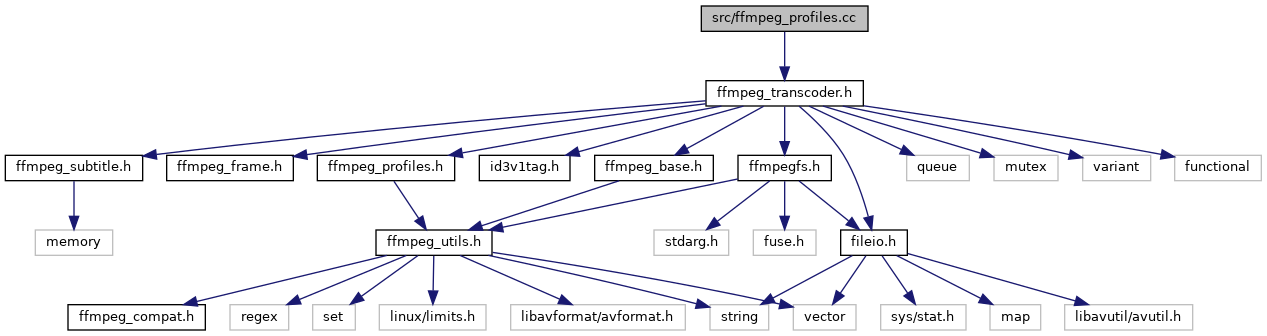 src/ffmpeg_profiles.cc
ffmpeg_transcoder.h
ffmpeg_subtitle.h
ffmpeg_frame.h
ffmpeg_profiles.h
id3v1tag.h
ffmpeg_base.h
ffmpegfs.h
queue
mutex
variant
functional
memory
ffmpeg_utils.h
stdarg.h
fuse.h
fileio.h
ffmpeg_compat.h
regex
set
linux/limits.h
libavformat/avformat.h
string
vector
sys/stat.h
map
libavutil/avutil.h